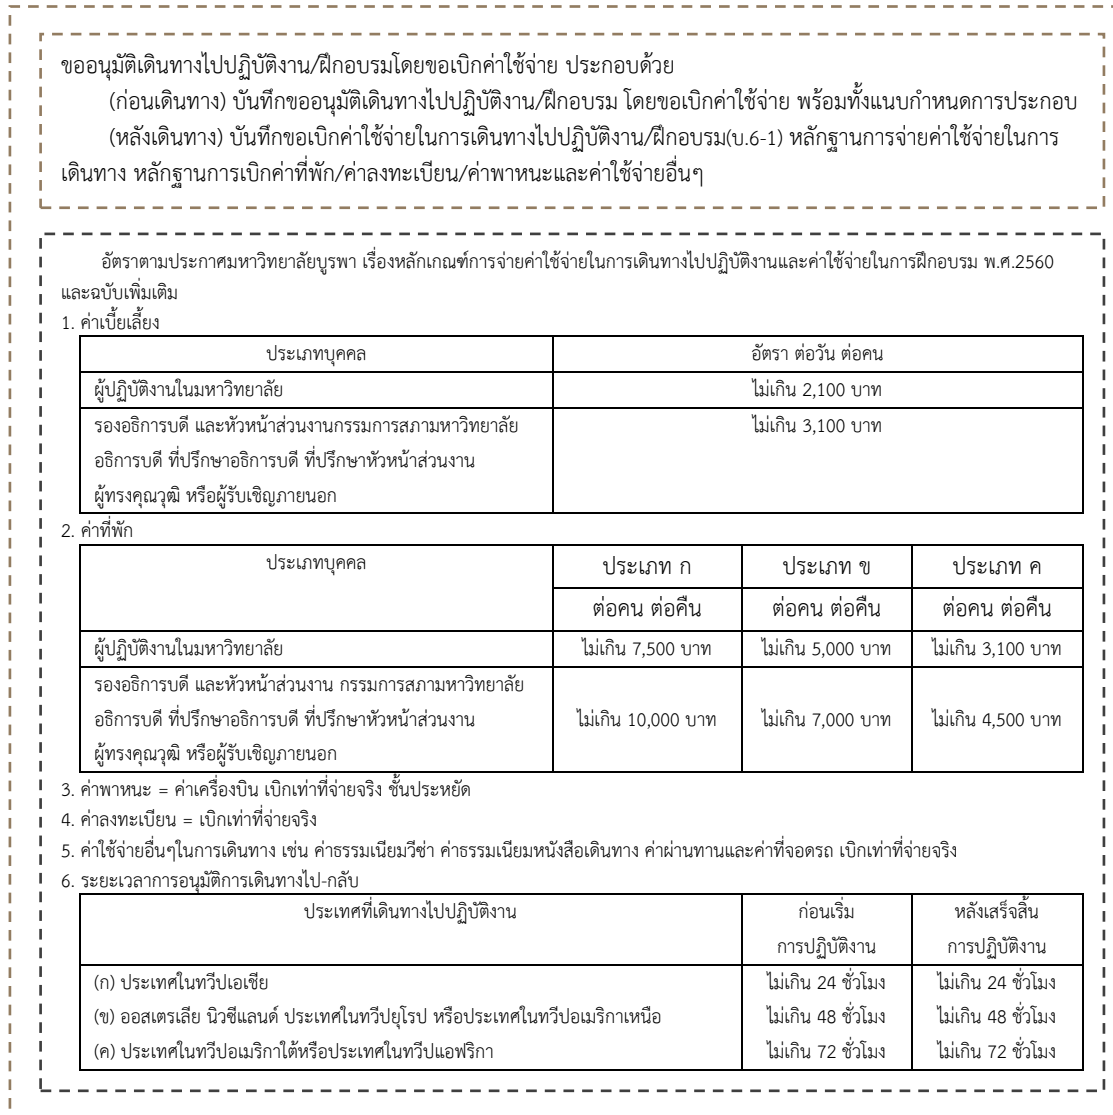 ขออนุมัติเดินทางไปปฏิบัติงาน/ฝึกอบรมโดยขอเบิกค่าใช้จ่าย ประกอบด้วย
(ก่อนเดินทาง) บันทึกขออนุมัติเดินทางไปปฏิบัติงาน/ฝึกอบรม โดยขอเบิกค่าใช้จ่าย พร้อมทั้งแนบกำหนดการประกอบ
(หลังเดินทาง) บันทึกขอเบิกค่าใช้จ่ายในการเดินทางไปปฏิบัติงาน/ฝึกอบรม(บ.6-1) หลักฐานการจ่ายค่าใช้จ่ายในการ
เดินทาง หลักฐานการเบิกค่าที่พัก/ค่าลงทะเบียน/ค่าพาหนะและค่าใช้จ่ายอื่นๆ
อัตราตามประกาศมหาวิทยาลัยบูรพา เรื่องหลักเกณฑ์การจ่ายค่าใช้จ่ายในการเดินทางไปปฏิบัติงานและค่าใช้จ่ายในการฝึกอบรม พ.ศ.2560
และฉบับเพิ่มเติม
1. ค่าเบี้ยเลี้ยง
ประเภทบุคคล อัตรา ต่อวัน ต่อคน
ผู้ปฏิบัติงานในมหาวิทยาลัย ไม่เกิน 2,100 บาท
รองอธิการบดี และหัวหน้าส่วนงานกรรมการสภามหาวิทยาลัย ไม่เกิน 3,100 บาท
อธิการบดี ที่ปรึกษาอธิการบดี ที่ปรึกษาหัวหน้าส่วนงาน
ผู้ทรงคุณวุฒิ หรือผู้รับเชิญภายนอก
2. ค่าที่พัก
ประเภทบุคคล ประเภท ก ประเภท ข ประเภท ค
ต่อคน ต่อคืน ต่อคน ต่อคืน ต่อคน ต่อคืน
ผู้ปฏิบัติงานในมหาวิทยาลัย ไม่เกิน 7,500 บาท ไม่เกิน 5,000 บาท ไม่เกิน 3,100 บาท
รองอธิการบดี และหัวหน้าส่วนงาน กรรมการสภามหาวิทยาลัย
อธิการบดี ที่ปรึกษาอธิการบดี ที่ปรึกษาหัวหน้าส่วนงาน ไม่เกิน 10,000 บาท ไม่เกิน 7,000 บาท ไม่เกิน 4,500 บาท
ผู้ทรงคุณวุฒิ หรือผู้รับเชิญภายนอก
3. ค่าพาหนะ = ค่าเครื่องบิน เบิกเท่าที่จ่ายจริง ชั้นประหยัด
4. ค่าลงทะเบียน = เบิกเท่าที่จ่ายจริง
5. ค่าใช้จ่ายอื่นๆในการเดินทาง เช่น ค่าธรรมเนียมวีซ่า ค่าธรรมเนียมหนังสือเดินทาง ค่าผ่านทานและค่าที่จอดรถ เบิกเท่าที่จ่ายจริง
6. ระยะเวลาการอนุมัติการเดินทางไป-กลับ
ประเทศที่เดินทางไปปฏิบัติงาน ก่อนเริ่ม หลังเสร็จสิ้น
การปฏิบัติงาน การปฏิบัติงาน
(ก) ประเทศในทวีปเอเชีย ไม่เกิน 24 ชั่วโมง ไม่เกิน 24 ชั่วโมง
(ข) ออสเตรเลีย นิวซีแลนด์ ประเทศในทวีปยุโรป หรือประเทศในทวีปอเมริกาเหนือ ไม่เกิน 48 ชั่วโมง ไม่เกิน 48 ชั่วโมง
(ค) ประเทศในทวีปอเมริกาใต้หรือประเทศในทวีปแอฟริกา ไม่เกิน 72 ชั่วโมง ไม่เกิน 72 ชั่วโมง